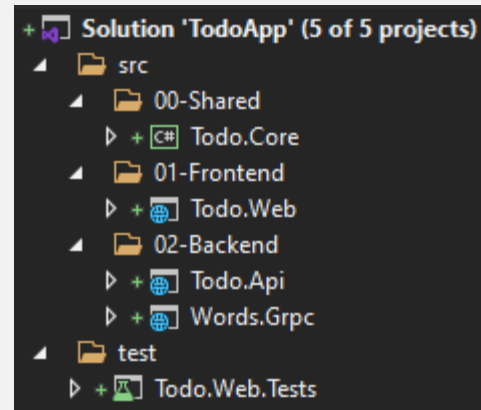 Solution 'TodoApp' (5 of 5 projects)
src
00-Shared
C# Todo.Core
01-Frontend
Todo.Web
02-Backend
Todo.Api
Words.Grpc
test
Todo.Web.Tests